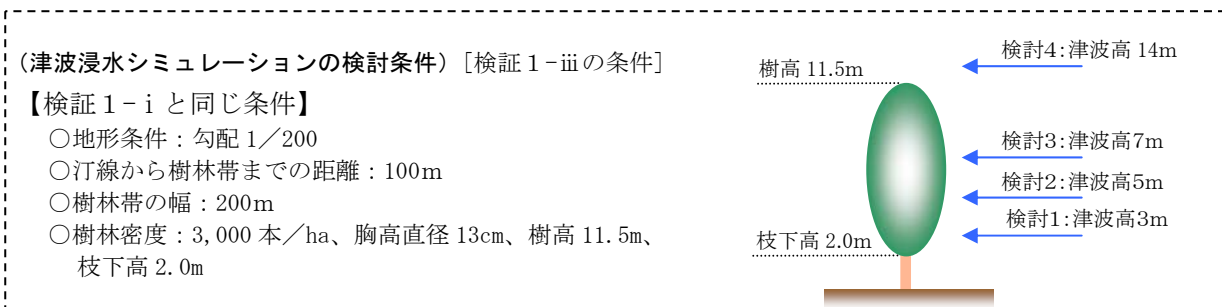 (津波浸水シミュレーションの検討条件)[検証1-ⅲの条件]
【検証1-ⅰと同じ条件】
○地形条件:勾配 1/200
○汀線から樹林帯までの距離:100m
○樹林帯の幅:200m
○樹林密度:3,000 本/ha、胸高直径 13cm、樹高 11.5m、
枝下高 2.0m
樹高 11.5m
枝下高 2.0m
検討4:津波高 14m
検討3:津波高7m
検討2:津波高5m
検討1:津波高3m